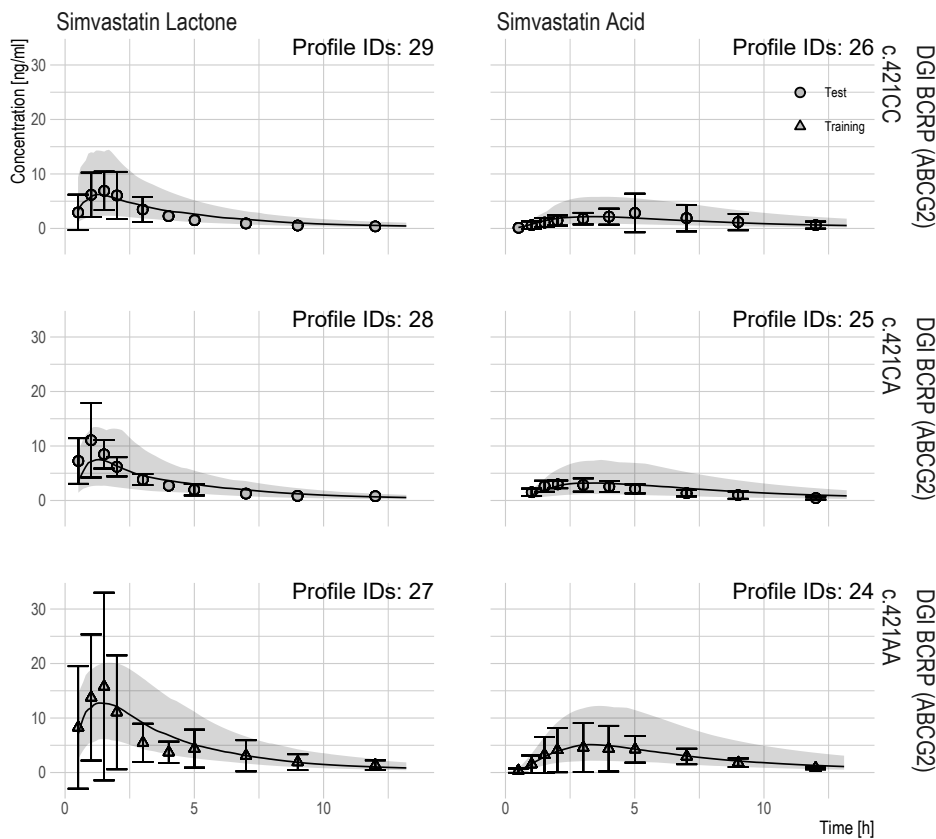 Simvastatin Lactone
Simvastatin Acid
Concentration [ng/ml]
Profile IDs: 29
30
20
10
0
Profile IDs: 26
Test
Training
DGI BCRP (ABCG2)
c.421CC
Profile IDs: 28
30
20
10
0
Profile IDs: 25
DGI BCRP (ABCG2)
c.421CA
Profile IDs: 27
30
20
10
0
Profile IDs: 24
DGI BCRP (ABCG2)
c.421AA
0 5 10
0 5 10
Time [h]